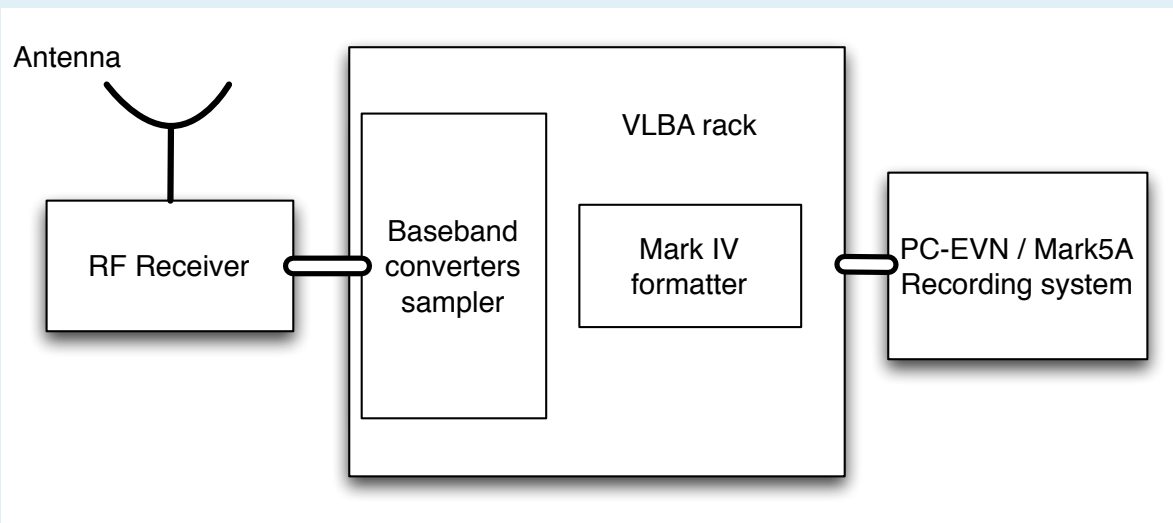 Antenna
RF Receiver
Baseband
converters
sampler
VLBA rack
Mark IV
formatter
PC-EVN / Mark5A
Recording system